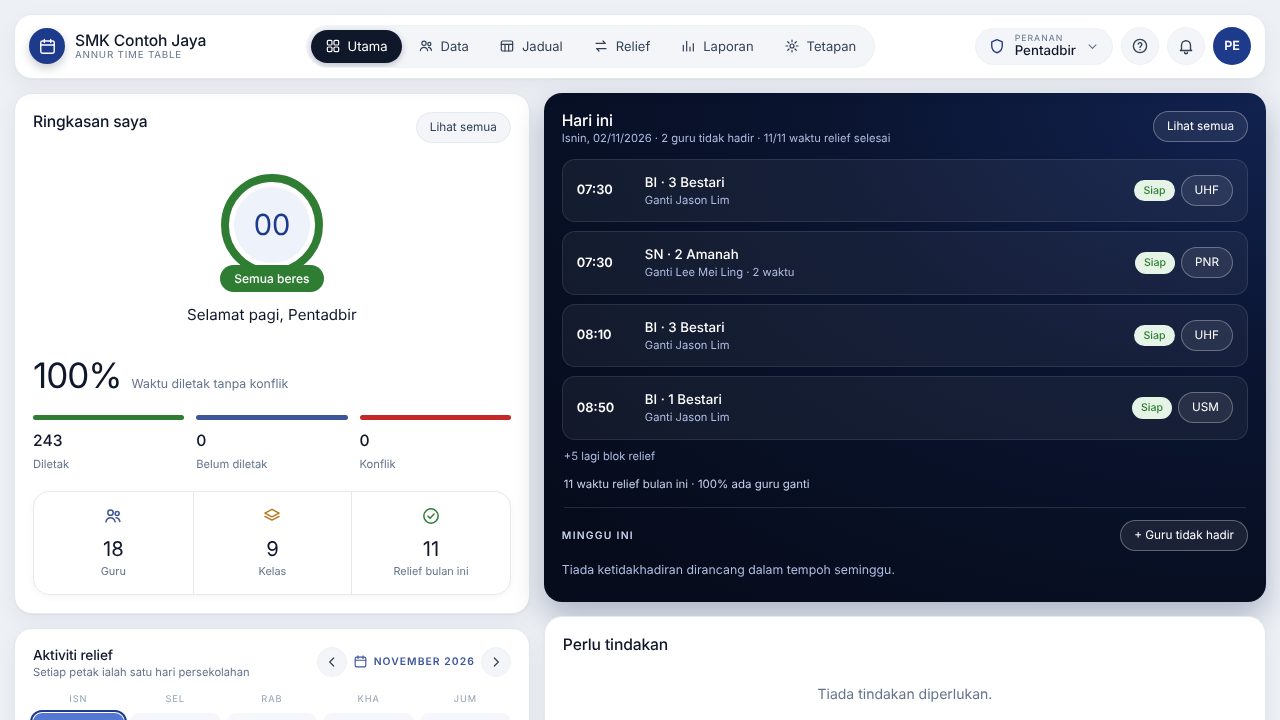 SMK Contoh Jaya
ANNUR TIME TABLE
Utama
Data
Jadual
Relief
Laporan
Tetapan
PERANAN
Pentadbir
PE
Ringkasan saya
Lihat semua
00
Semua beres
Selamat pagi, Pentadbir
100% Waktu diletak tanpa konflik
243
Diletak
0
Belum diletak
0
Konflik
18
Guru
9
Kelas
11
Relief bulan ini
Aktiviti relief
Setiap petak ialah satu hari persekolahan
NOVEMBER 2026
ISN SEL RAB KHA JUM
Hari ini
Isnin, 02/11/2026 · 2 guru tidak hadir · 11/11 waktu relief selesai
Lihat semua
07:30
BI · 3 Bestari
Ganti Jason Lim
Siap
UHF
07:30
SN · 2 Amanah
Ganti Lee Mei Ling · 2 waktu
Siap
PNR
08:10
BI · 3 Bestari
Ganti Jason Lim
Siap
UHF
08:50
BI · 1 Bestari
Ganti Jason Lim
Siap
USM
+5 lagi blok relief
11 waktu relief bulan ini · 100% ada guru ganti
MINGGU INI
+ Guru tidak hadir
Tiada ketidakhadiran dirancang dalam tempoh seminggu.
Perlu tindakan
Tiada tindakan diperlukan.